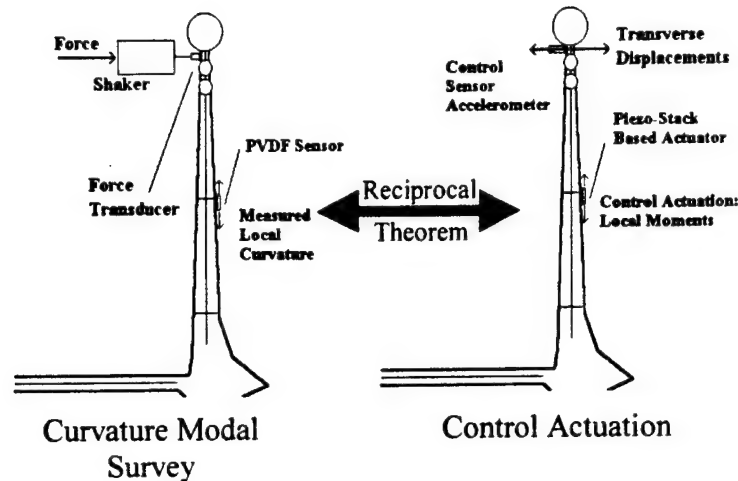 Force
Shaker
Force
Transducer
PVDF Sensor
Measured
Local
Curvature
Curvature Modal
Survey
Reciprocal
Theorem
Control
Sensor
Accelerometer
Transverse
Displacements
Piezo-Stack
Based Actuator
Control Actuation:
Local Moments
Control Actuation